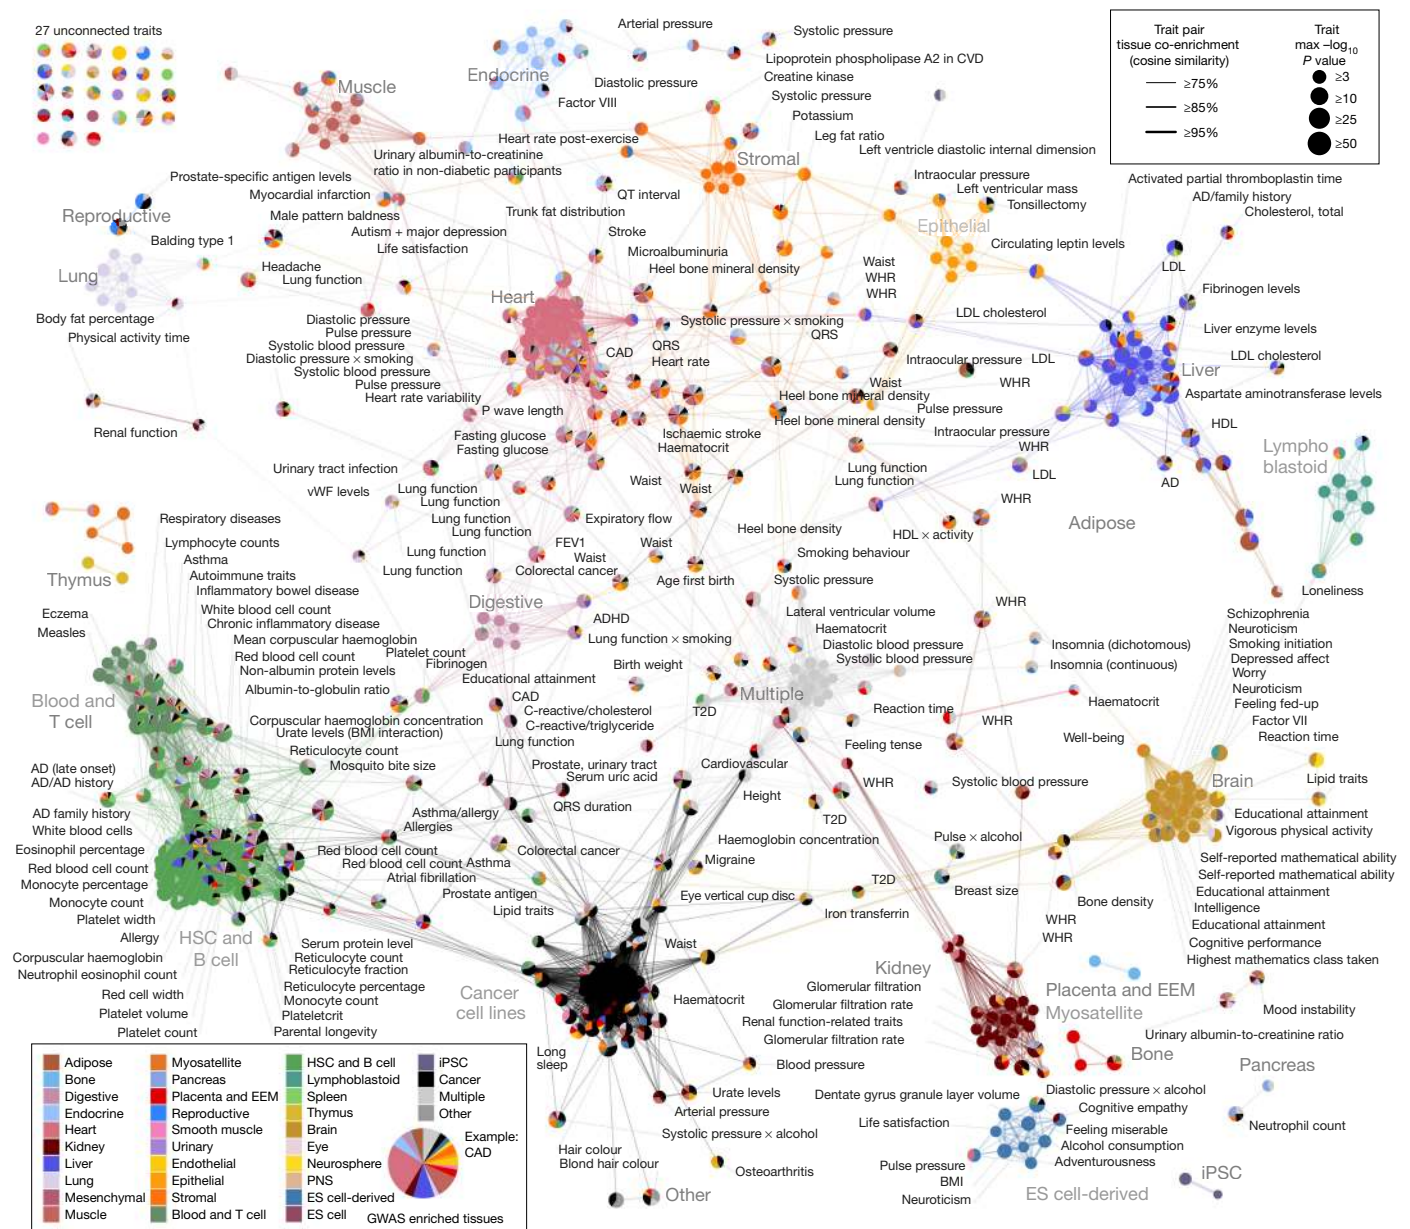 27 unconnected traits
Muscle
Endocrine
Arterial pressure
Systolic pressure
Lipoprotein phospholipase A2 in CVD
Creatine kinase
Diastolic pressure
Systolic pressure
Factor VIII
Potassium
Heart rate post-exercise
Leg fat ratio
Left ventricle diastolic internal dimension
Stromal
Trait pair
tissue co-enrichment
(cosine similarity)
≥75%
≥85%
≥95%
Trait
max –log10
P value
≥3
≥10
≥25
≥50
Urinary albumin-to-creatinine
ratio in non-diabetic participants
Prostate-specific antigen levels
Myocardial infarction
QT interval
Intraocular pressure
Left ventricular mass
Tonsillectomy
Activated partial thromboplastin time
AD/family history
Cholesterol, total
Reproductive
Male pattern baldness
Trunk fat distribution
Autism + major depression
Stroke
Epithelial
Balding type 1
Life satisfaction
Microalbuminuria
Circulating leptin levels
Lung
Headache
Lung function
Heel bone mineral density
Waist
WHR
WHR
LDL
Fibrinogen levels
Heart
Body fat percentage
Physical activity time
Diastolic pressure
Pulse pressure
Systolic blood pressure
Diastolic pressure × smoking
Systolic blood pressure
Pulse pressure
Heart rate variability
Systolic pressure × smoking
QRS
LDL cholesterol
Liver enzyme levels
CAD
QRS
Heart rate
Intraocular pressure
LDL
LDL cholesterol
Liver
Waist
WHR
Aspartate aminotransferase levels
Heel bone mineral density
P wave length
Pulse pressure
Heel bone mineral density
HDL
Renal function
Fasting glucose
Fasting glucose
Ischaemic stroke
Haematocrit
Intraocular pressure
WHR
Lympho
blastoid
Urinary tract infection
Lung function
Lung function
LDL
AD
vWF levels
Lung function
Lung function
Waist
Waist
WHR
Lung function
Lung function
Expiratory flow
Heel bone density
HDL × activity
Adipose
Respiratory diseases
Lymphocyte counts
Asthma
Lung function
Lung function
FEV1
Waist
Waist
Colorectal cancer
Smoking behaviour
Age first birth
Systolic pressure
Thymus
Autoimmune traits
Inflammatory bowel disease
Loneliness
Eczema
Measles
White blood cell count
Chronic inflammatory disease
Digestive
ADHD
WHR
Lateral ventricular volume
Haematocrit
Schizophrenia
Neuroticism
Smoking initiation
Depressed affect
Worry
Neuroticism
Feeling fed-up
Factor VII
Reaction time
Mean corpuscular haemoglobin
Red blood cell count
Non-albumin protein levels
Albumin-to-globulin ratio
Platelet count
Fibrinogen
Lung function × smoking
Diastolic blood pressure
Systolic blood pressure
Insomnia (dichotomous)
Insomnia (continuous)
Birth weight
Educational attainment
Blood and
T cell
CAD
C-reactive/cholesterol
C-reactive/triglyceride
Lung function
Multiple
T2D
Reaction time
WHR
Haematocrit
Corpuscular haemoglobin concentration
Urate levels (BMI interaction)
Reticulocyte count
Mosquito bite size
Feeling tense
Well-being
AD (late onset)
AD/AD history
Prostate, urinary tract
Serum uric acid
Cardiovascular
WHR
Systolic blood pressure
Brain
Lipid traits
AD family history
White blood cells
QRS duration
Height
T2D
Educational attainment
Vigorous physical activity
Asthma/allergy
Allergies
Haemoglobin concentration
Pulse × alcohol
Eosinophil percentage
Red blood cell count
Monocyte percentage
Monocyte count
Platelet width
Allergy
Red blood cell count
Red blood cell count
Asthma
Colorectal cancer
Migraine
Atrial fibrillation
Prostate antigen
Lipid traits
Eye vertical cup disc
T2D
Breast size
Bone density
Iron transferrin
WHR
WHR
Self-reported mathematical ability
Self-reported mathematical ability
Educational attainment
Intelligence
Educational attainment
Cognitive performance
Highest mathematics class taken
HSC and
B cell
Corpuscular haemoglobin
Neutrophil eosinophil count
Red cell width
Platelet volume
Platelet count
Serum protein level
Reticulocyte count
Reticulocyte fraction
Reticulocyte percentage
Monocyte count
Plateletcrit
Parental longevity
Waist
Cancer
cell lines
Haematocrit
Kidney
Glomerular filtration
Glomerular filtration rate
Renal function-related traits
Glomerular filtration rate
Placenta and EEM
Myosatellite
Mood instability
Urinary albumin-to-creatinine ratio
Bone
Pancreas
Long
sleep
Blood pressure
Urate levels
Arterial pressure
Systolic pressure × alcohol
Dentate gyrus granule layer volume
Diastolic pressure × alcohol
Cognitive empathy
Life satisfaction
Feeling miserable
Alcohol consumption
Adventurousness
Neutrophil count
Hair colour
Blond hair colour
Osteoarthritis
Pulse pressure
BMI
Neuroticism
ES cell-derived
iPSC
Other
Adipose
Bone
Digestive
Endocrine
Heart
Kidney
Liver
Lung
Mesenchymal
Muscle
Myosatellite
Pancreas
Placenta and EEM
Reproductive
Smooth muscle
Urinary
Endothelial
Epithelial
Stromal
Blood and T cell
HSC and B cell
Lymphoblastoid
Spleen
Thymus
Brain
Eye
Neurosphere
PNS
ES cell-derived
ES cell
iPSC
Cancer
Multiple
Other
Example:
CAD
GWAS enriched tissues